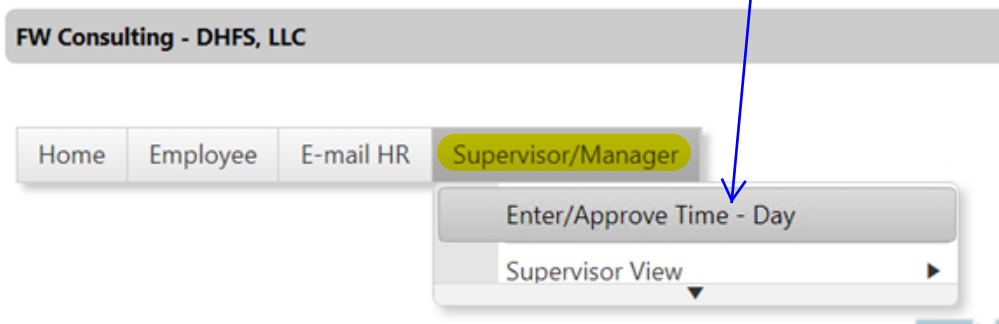 FW Consulting - DHFS, LLC
Home Employee E-mail HR Supervisor/Manager
Enter/Approve Time - Day
Supervisor View